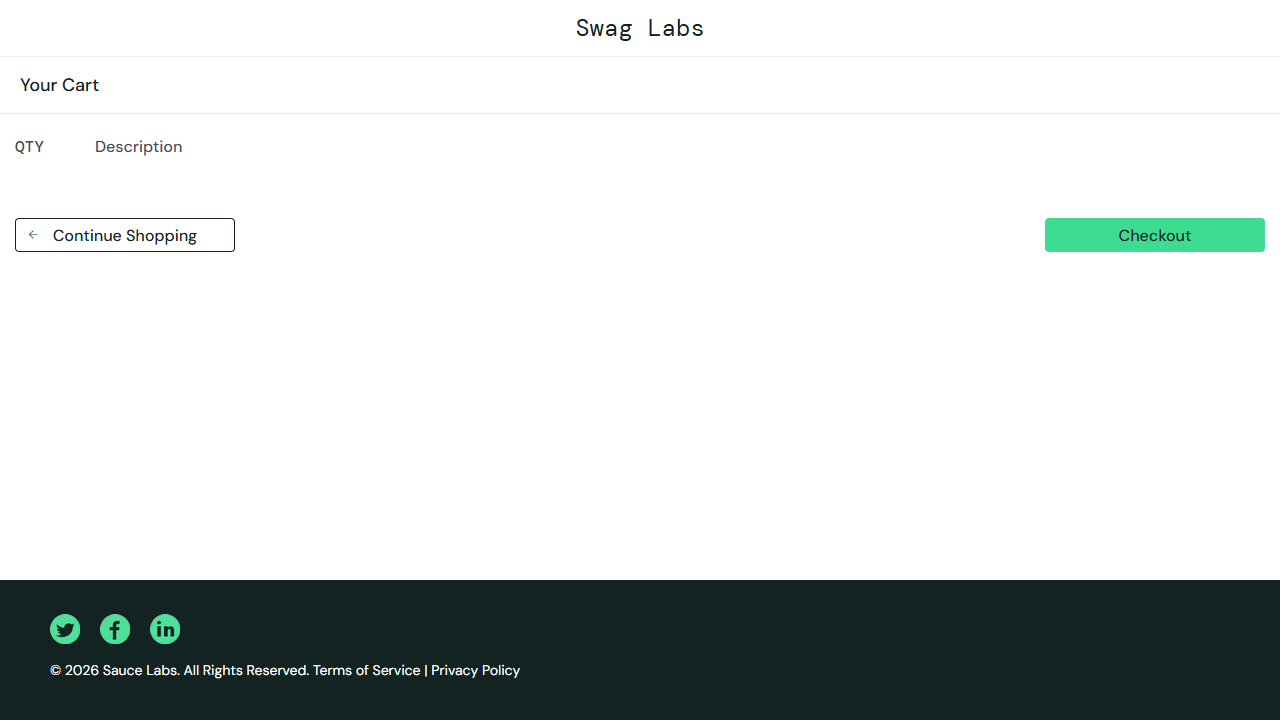 Swag Labs
Your Cart
QTY Description
Continue Shopping Checkout
© 2026 Sauce Labs. All Rights Reserved. Terms of Service | Privacy Policy